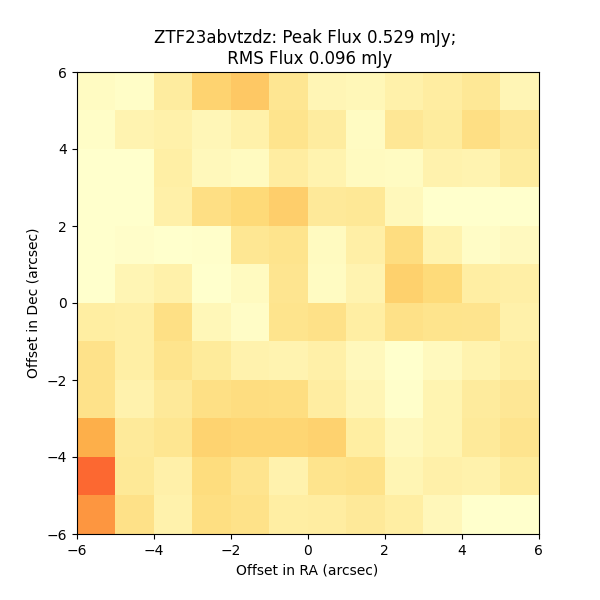 ZTF23abvtzdz: Peak Flux 0.529 mJy;
RMS Flux 0.096 mJy
6
4
2
0
−2
−4
−6
Offset in Dec (arcsec)
−6 −4 −2 0 2 4 6
Offset in RA (arcsec)